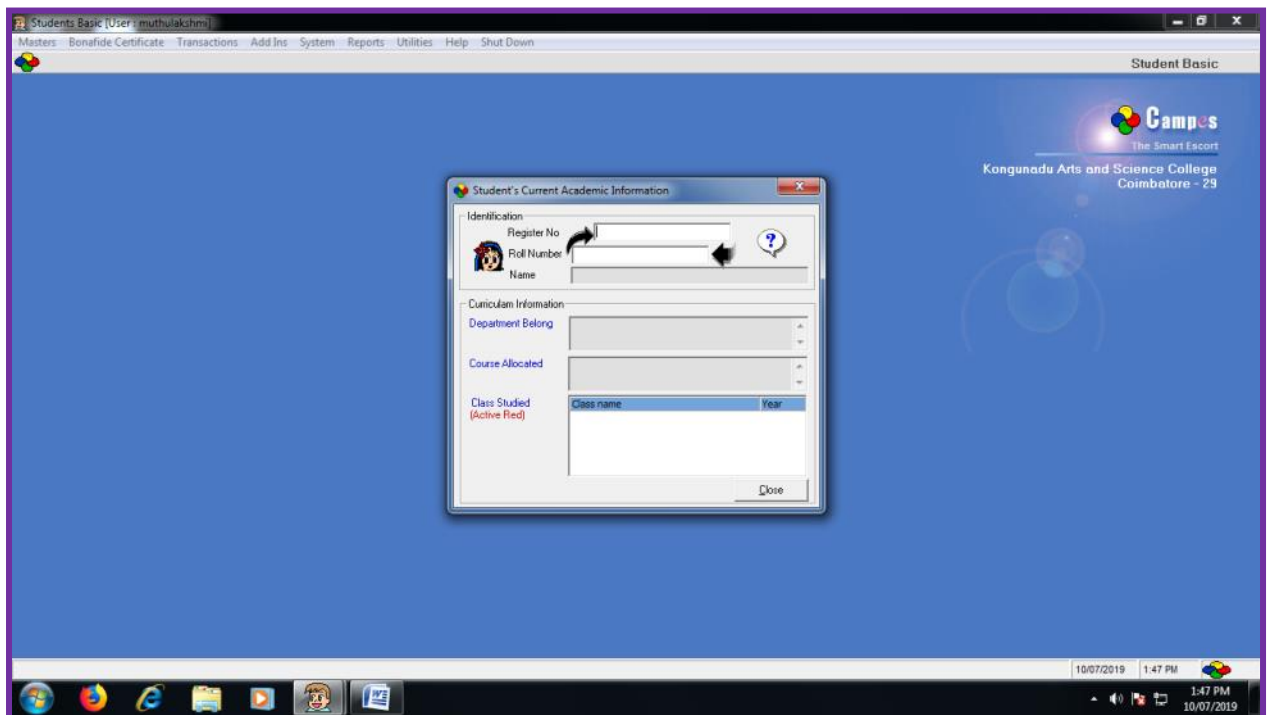 Students Basic [User : muthulakshmi]
Masters Bonafide Certificate Transactions Add Ins System Reports Utilities Help Shut Down
Student Basic
Campes
The Smart Escort
Kongunadu Arts and Science College
Coimbatore - 29
Student's Current Academic Information
Identification
Register No
Roll Number
Name
Curriculam Information
Department Belong
Course Allocated
Class Studied
(Active Red)
Class name Year
Close
10/07/2019 1:47 PM
1:47 PM
10/07/2019